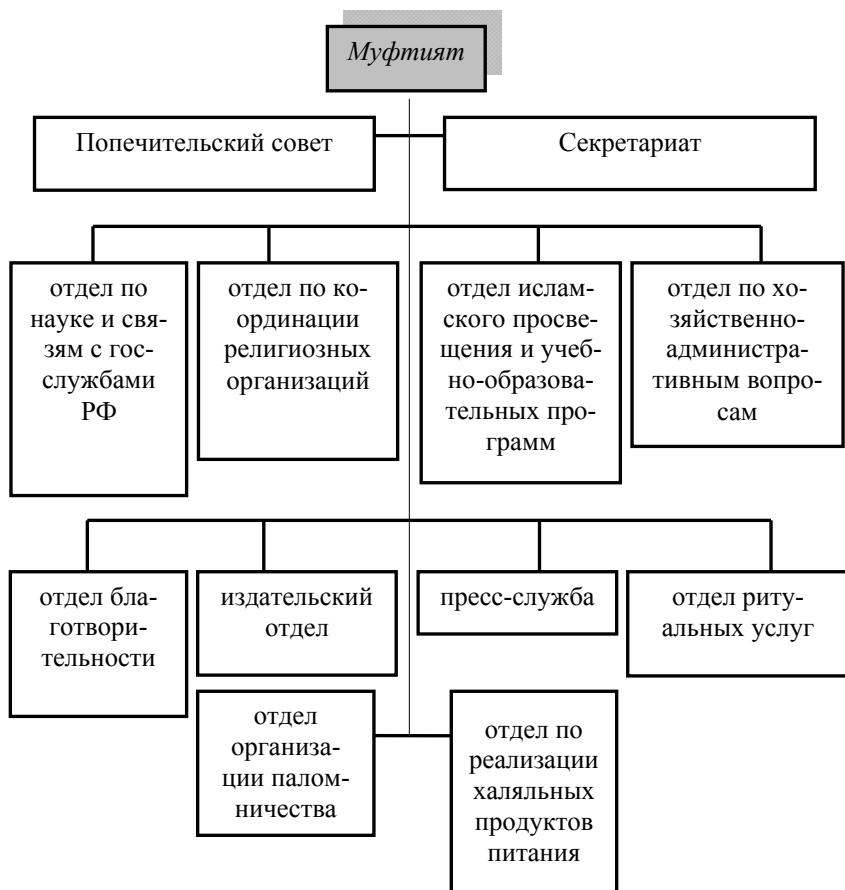 Муфтият
Попечительский совет
Секретариат
отдел по
науке и свя-
зям с гос-
службами
РФ
отдел по ко-
ординации
религиозных
организаций
отдел ислам-
ского просве-
щения и учеб-
но-образова-
тельных про-
грамм
отдел по хо-
зяйственно-
администра-
тивным вопро-
сам
отдел бла-
готвори-
тельности
издательский
отдел
пресс-служба
отдел риту-
альных услуг
отдел
организа-
ции палом-
ничества
отдел по
реализации
халяльных
продуктов
питания